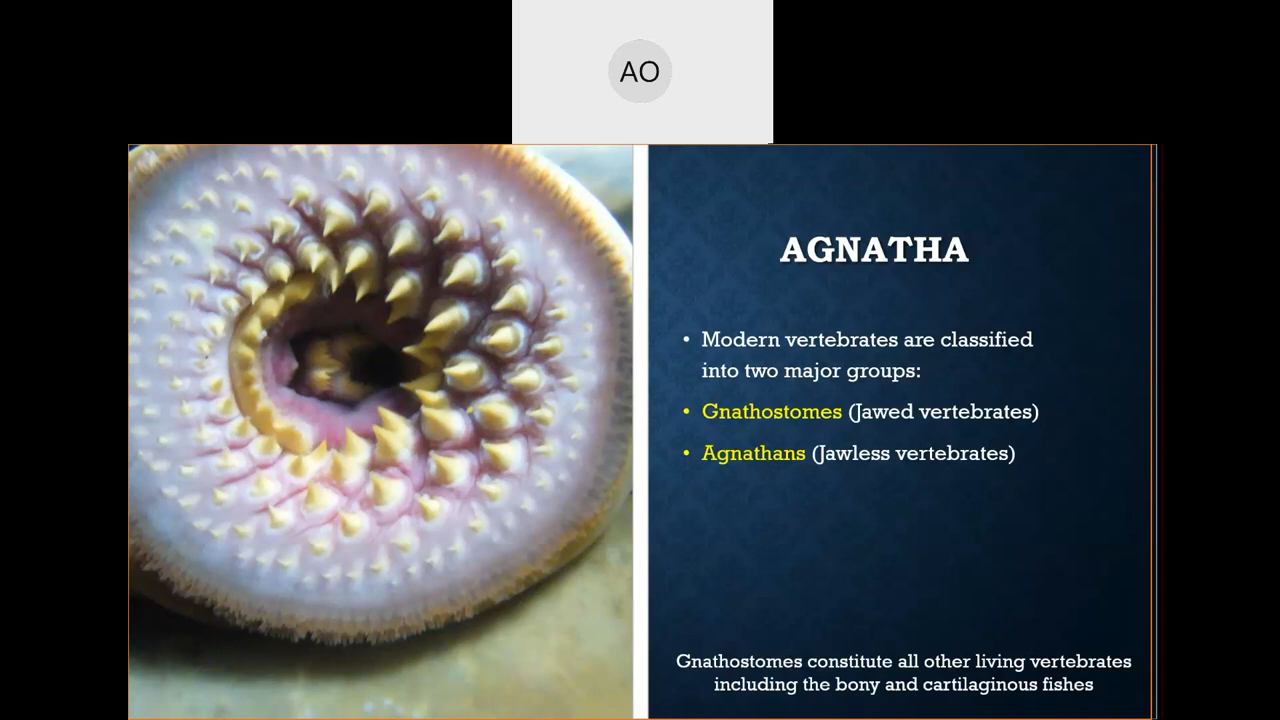 AO
AGNATHA
• Modern vertebrates are classified
into two major groups:
• Gnathostomes (Jawed vertebrates)
• Agnathans (Jawless vertebrates)
Gnathostomes constitute all other living vertebrates
including the bony and cartilaginous fishes